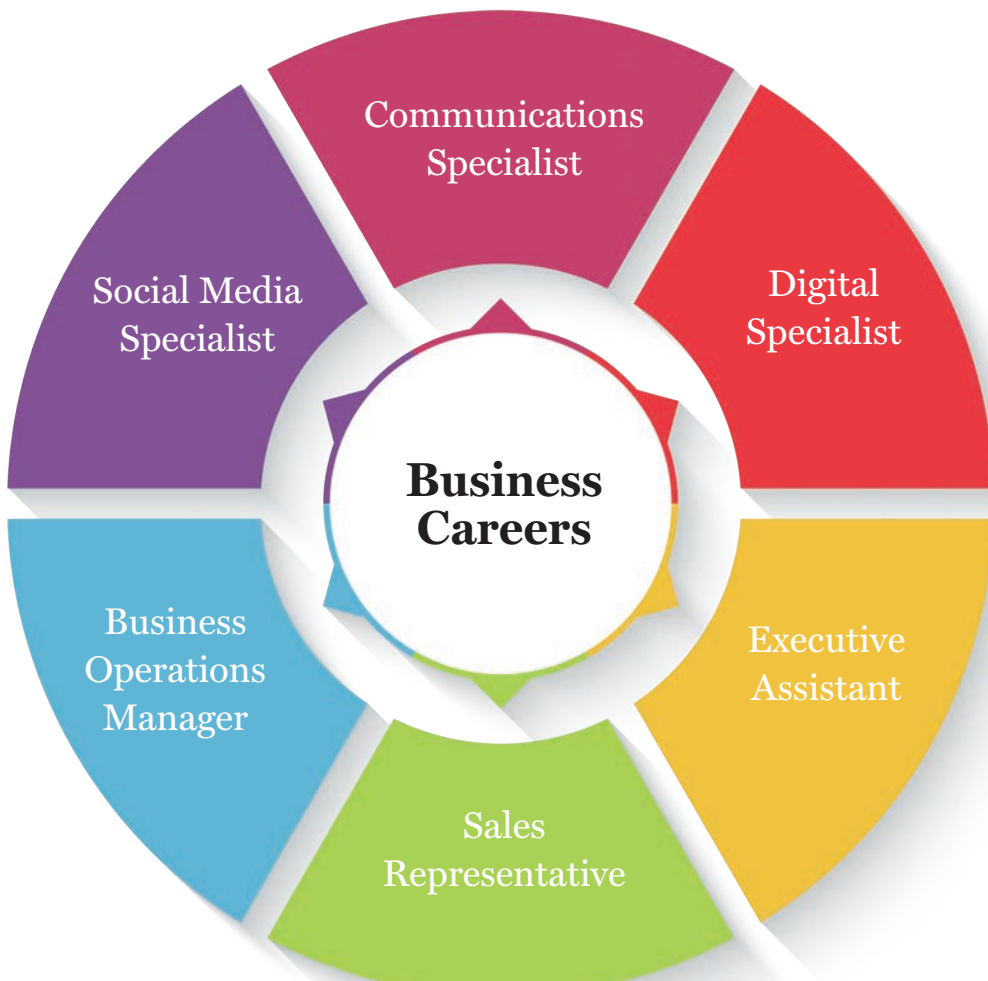 Communications
Specialist
Digital
Specialist
Executive
Assistant
Sales
Representative
Business
Operations
Manager
Social Media
Specialist
Business
Careers